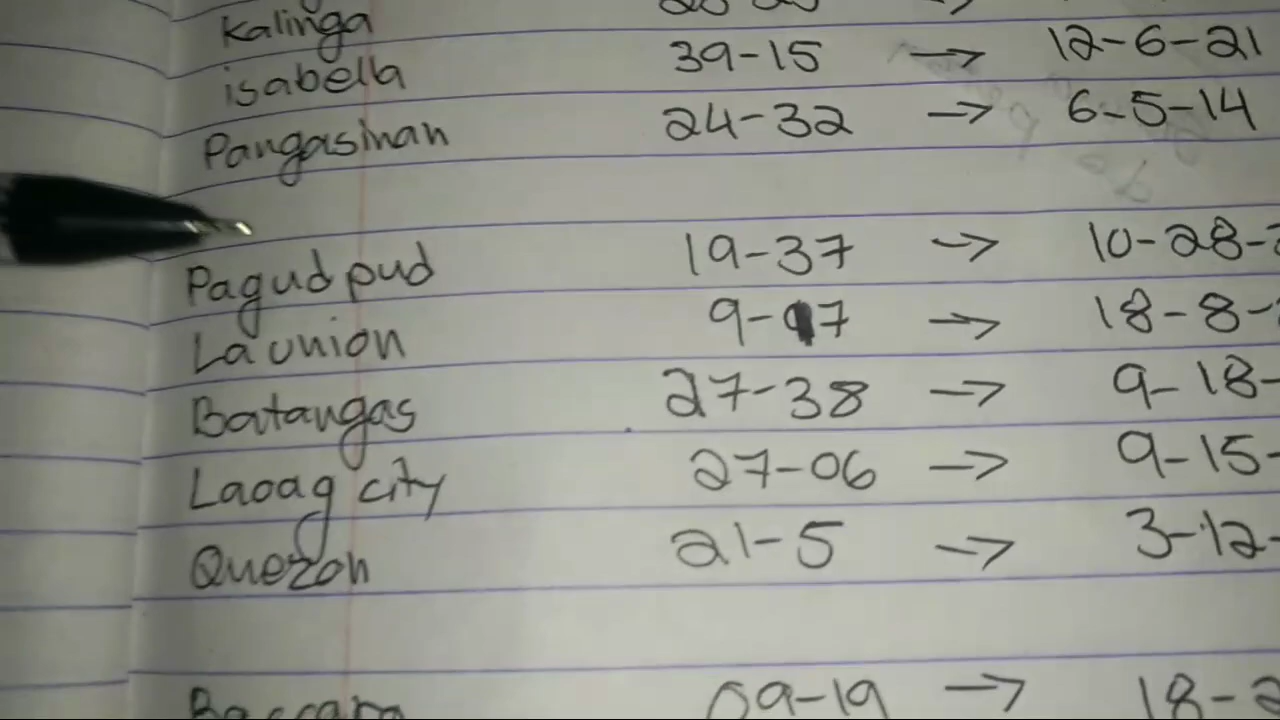 Kalinga
isabella 39-15 → 12-6-21
Pangasinan 24-32 → 6-5-14
Pagudpud 19-37 → 10-28-
La union 9-17 → 18-8-
Batangas 27-38 → 9-18-
Laoag city 27-06 → 9-15-
Quezon 21-5 → 3-12-
09-19 → 18-2